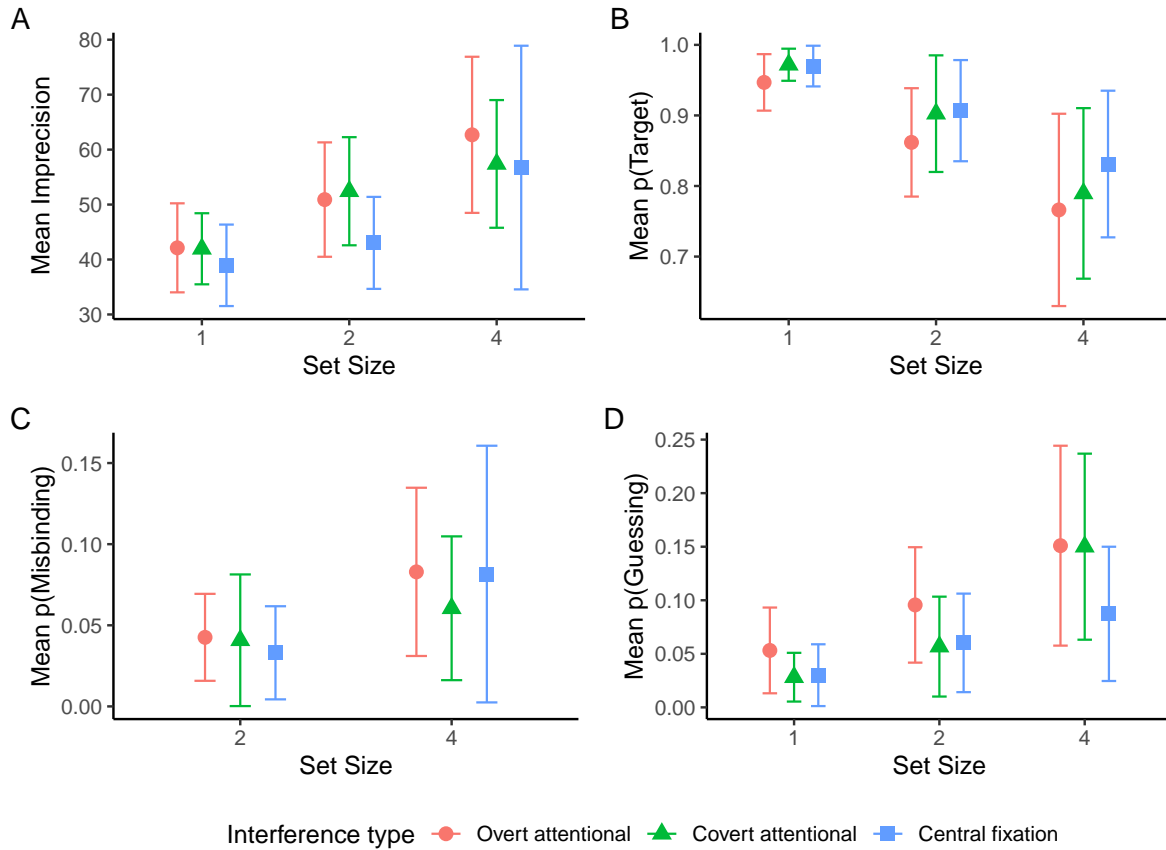 A
Mean Imprecision
80
70
60
50
40
30
1 2 4
Set Size
B
Mean p(Target)
1.0
0.9
0.8
0.7
1 2 4
Set Size
C
Mean p(Misbinding)
0.15
0.10
0.05
0.00
2 4
Set Size
D
Mean p(Guessing)
0.25
0.20
0.15
0.10
0.05
0.00
1 2 4
Set Size
Interference type Overt attentional Covert attentional Central fixation